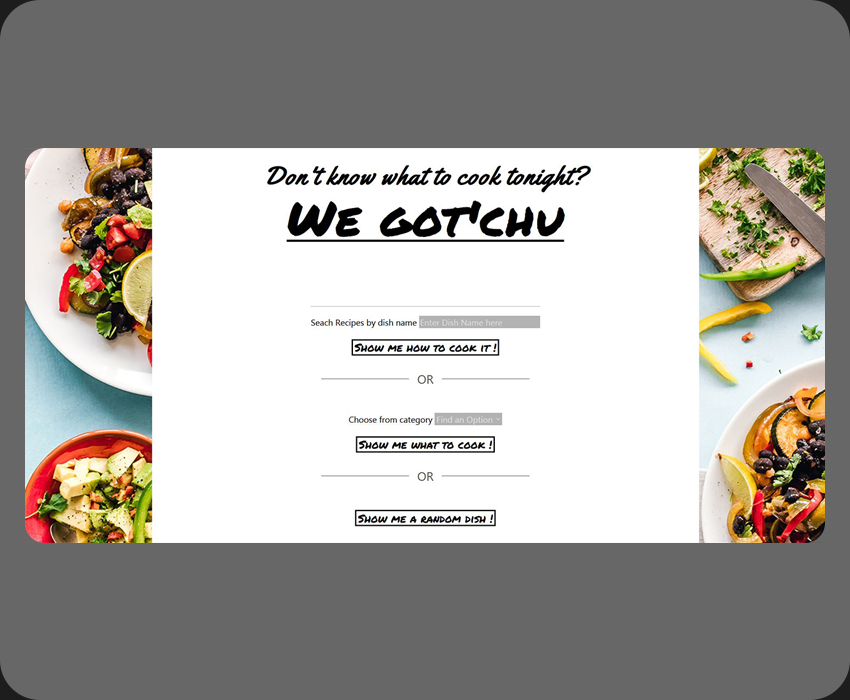 Don't know what to cook tonight?
We got'chu
Seach Recipes by dish name Enter Dish Name here
Show me how to cook it !
OR
Choose from category Find an Option
Show me what to cook !
OR
Show me a random dish !